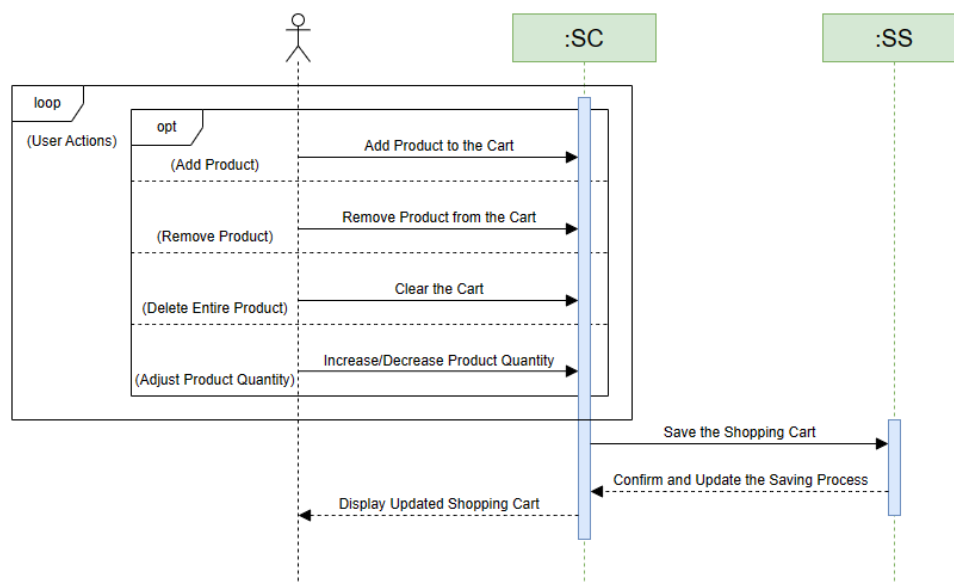 :SC
:SS
loop
(User Actions)
opt
Add Product to the Cart
(Add Product)
Remove Product from the Cart
(Remove Product)
Clear the Cart
(Delete Entire Product)
Increase/Decrease Product Quantity
(Adjust Product Quantity)
Save the Shopping Cart
Confirm and Update the Saving Process
Display Updated Shopping Cart